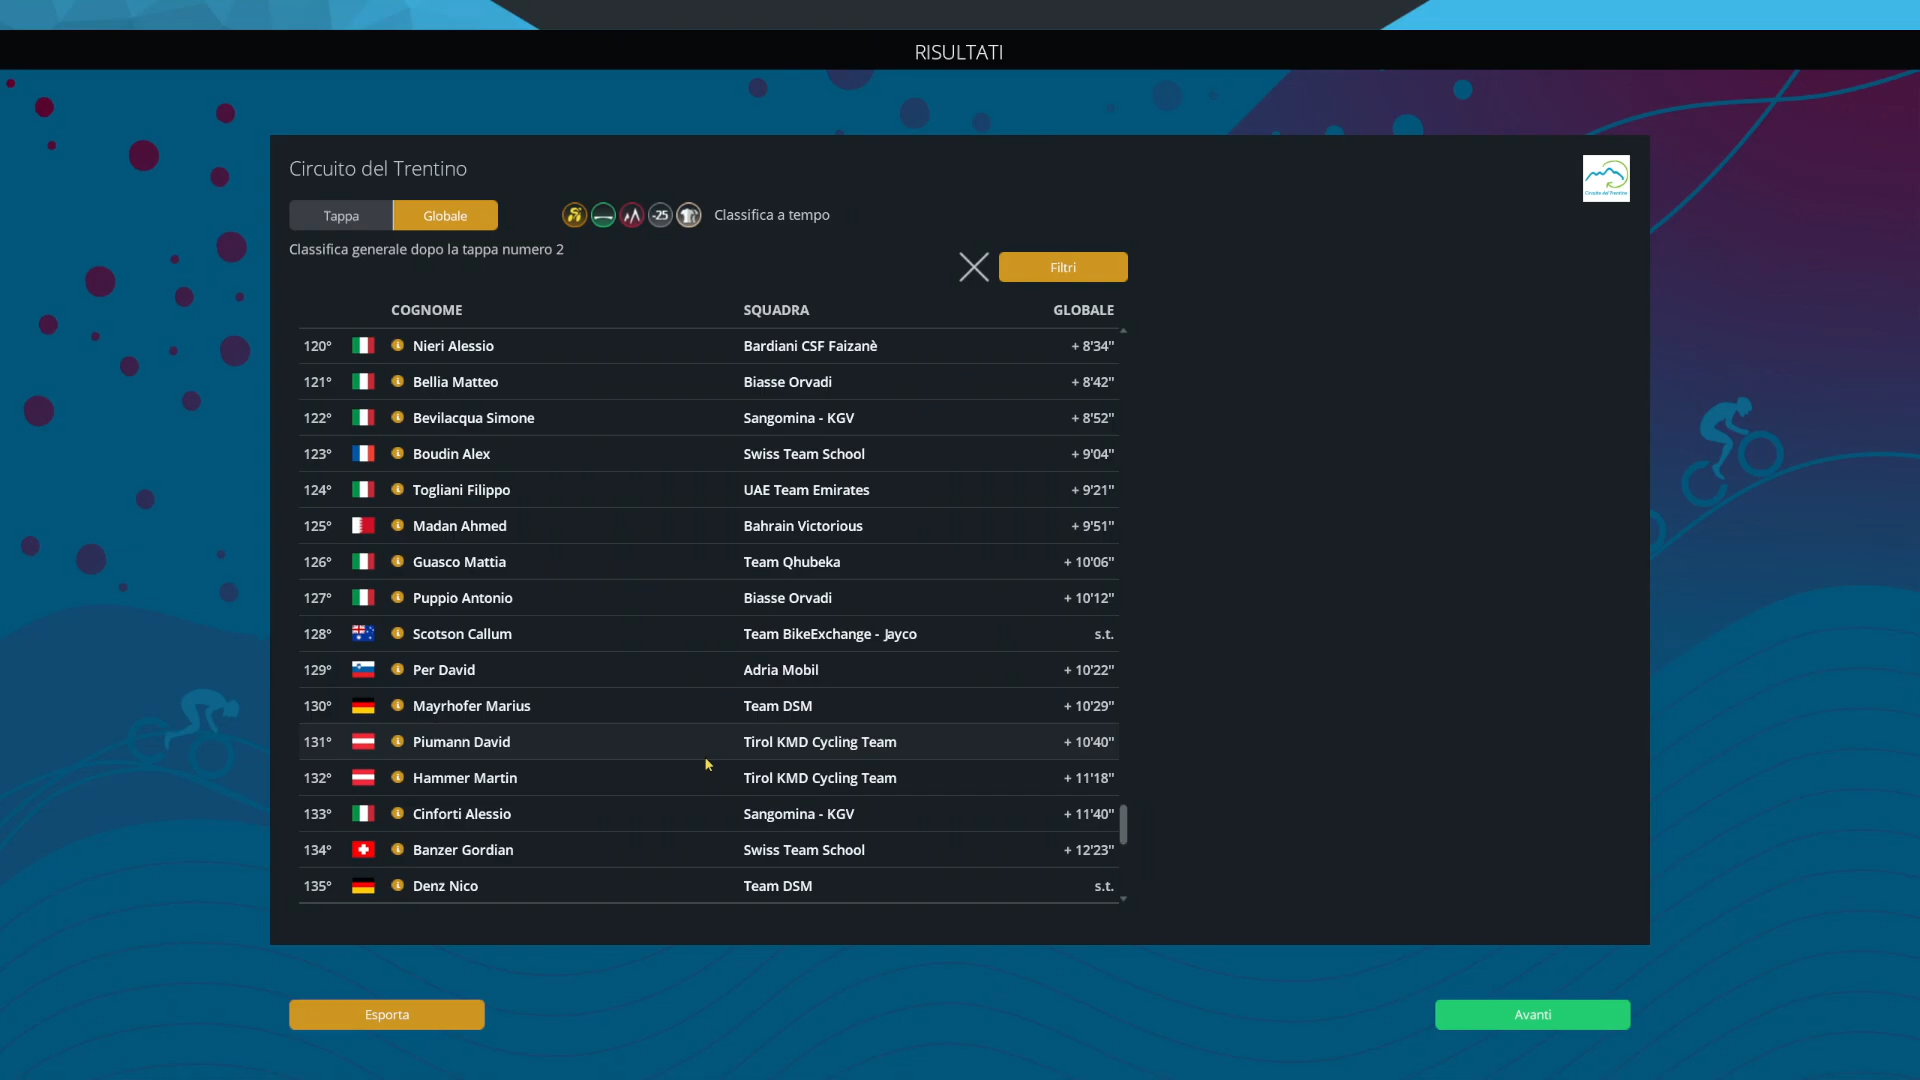 RISULTATI
Circuito del Trentino
Tappa Globale -25 Classifica a tempo
Circuito del Trentino
Classifica generale dopo la tappa numero 2
Filtri
COGNOME SQUADRA GLOBALE
120° Nieri Alessio Bardiani CSF Faizanè + 8'34"
121° Bellia Matteo Biasse Orvadi + 8'42"
122° Bevilacqua Simone Sangomina - KGV + 8'52"
123° Boudin Alex Swiss Team School + 9'04"
124° Togliani Filippo UAE Team Emirates + 9'21"
125° Madan Ahmed Bahrain Victorious + 9'51"
126° Guasco Mattia Team Qhubeka + 10'06"
127° Puppio Antonio Biasse Orvadi + 10'12"
128° Scotson Callum Team BikeExchange - Jayco s.t.
129° Per David Adria Mobil + 10'22"
130° Mayrhofer Marius Team DSM + 10'29"
131° Piumann David Tirol KMD Cycling Team + 10'40"
132° Hammer Martin Tirol KMD Cycling Team + 11'18"
133° Cinforti Alessio Sangomina - KGV + 11'40"
134° Banzer Gordian Swiss Team School + 12'23"
135° Denz Nico Team DSM s.t.
Esporta Avanti